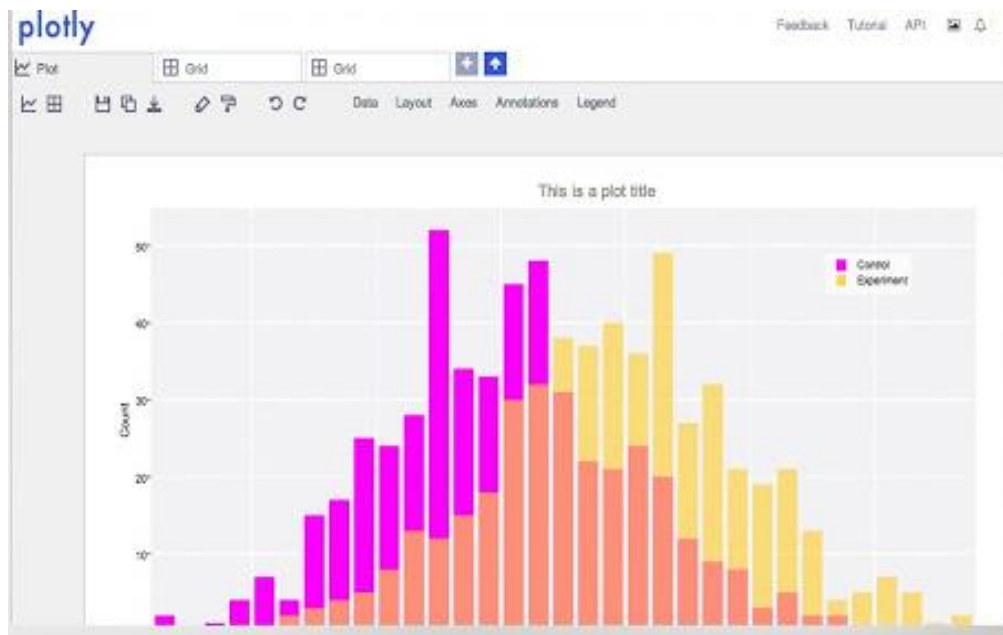 plotly
Feedback Tutorial API
Plot Grid Grid
Data Layout Axes Annotations Legend
This is a plot title
50
40
30
20
10
Count
Control
Experiment